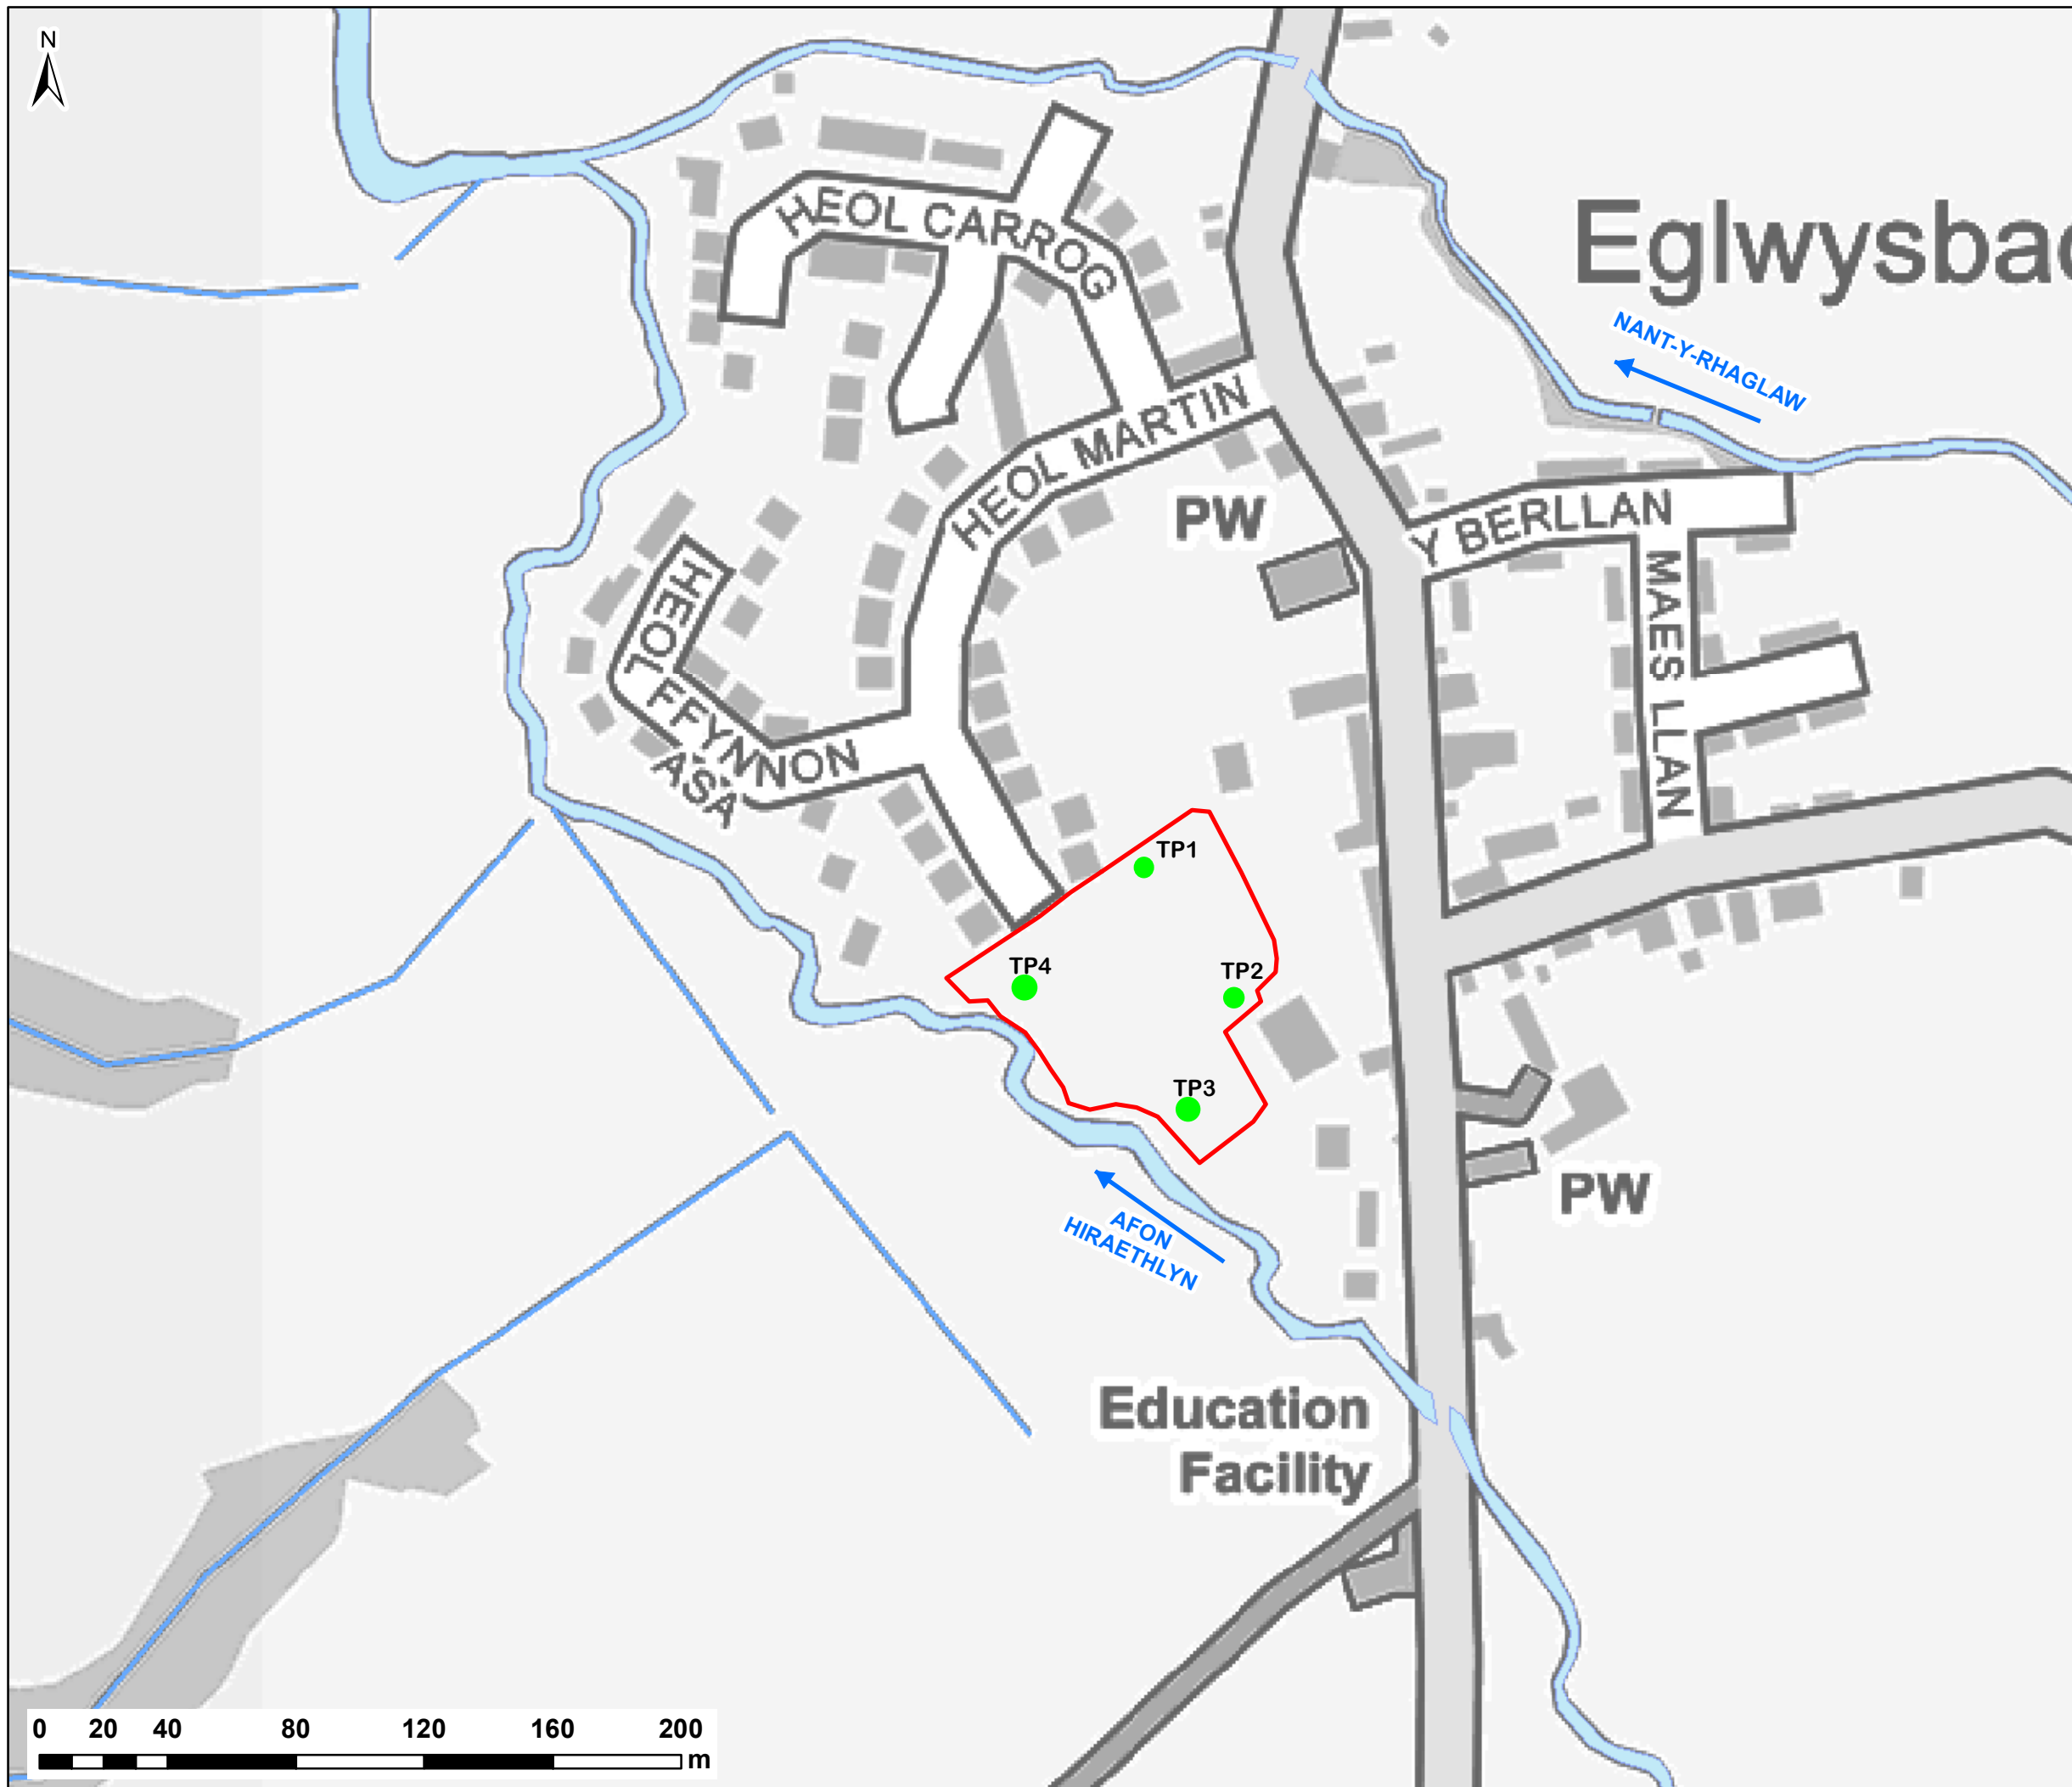 N
HEOL CARROG
Eglwysbac
NANT-Y-RHAGLAW
HEOL MARTIN
PW
Y BERLLAN
MAES LLAN
HEOL
FFYNNON
ASA
TP1
TP4
TP2
TP3
PW
AFON
HIRAETHLYN
Education
Facility
0 20 40 80 120 160 200
m